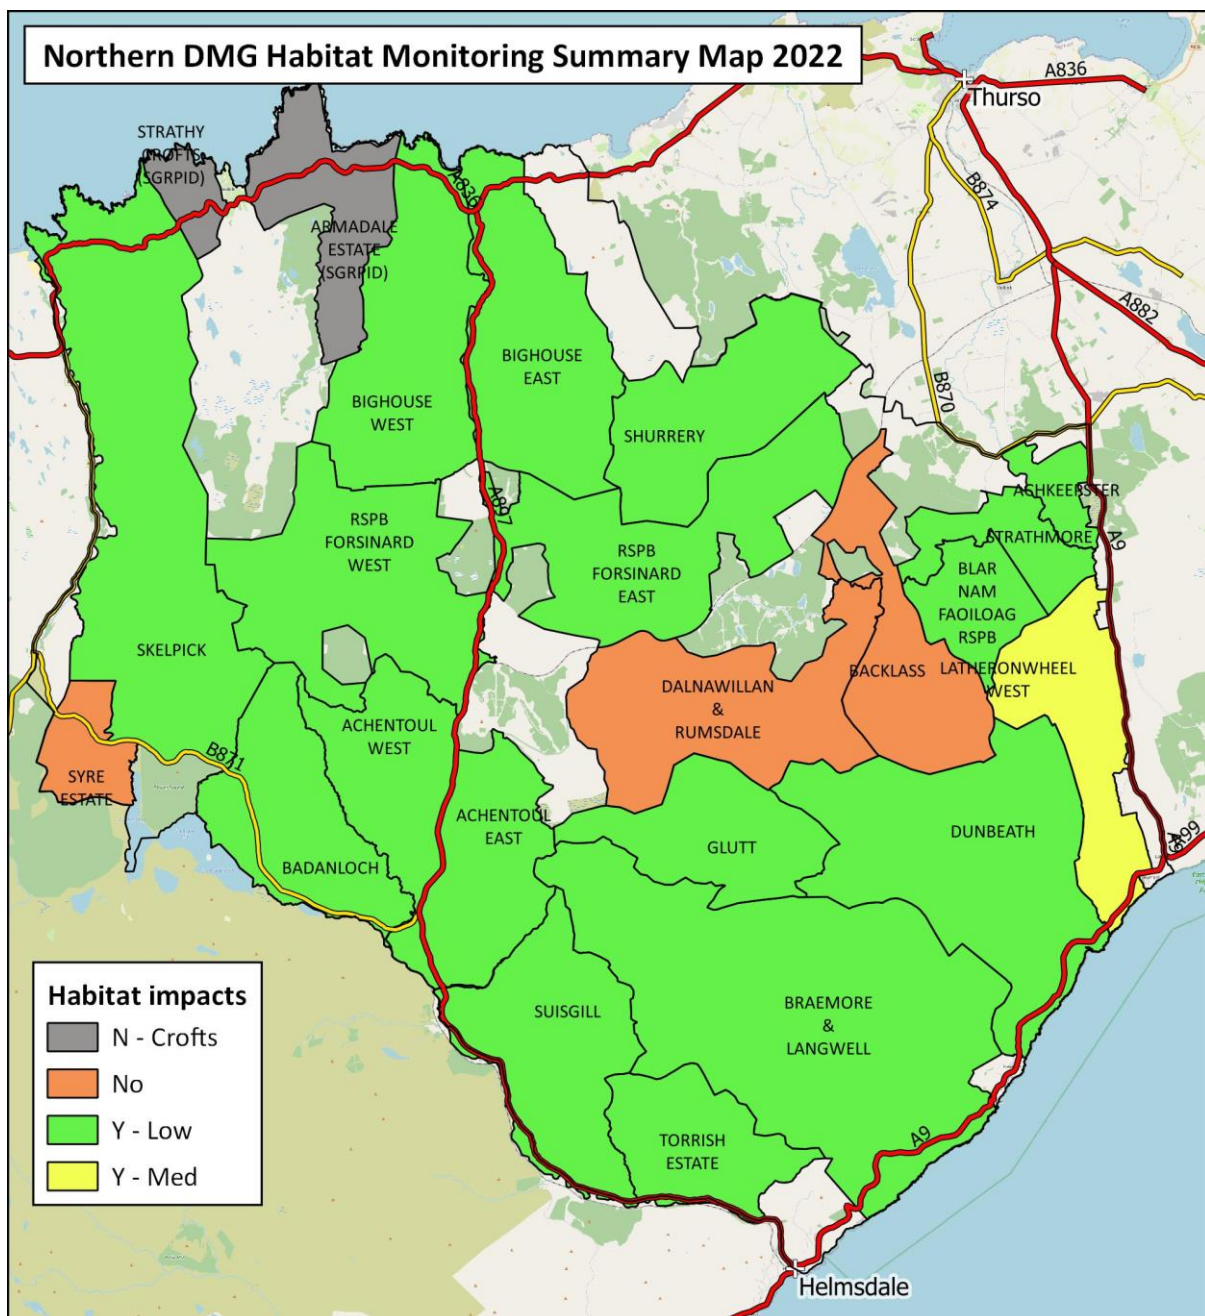 Northern DMG Habitat Monitoring Summary Map 2022
A836
Thurso
STRATHY
CROFTS
(SGRPID)
A836
B874
ARMADALE
ESTATE
(SGRPID)
A882
BIGHOUSE
EAST
B870
BIGHOUSE
WEST
SHURRERY
ACHKEEPSTER
A897
RSPB
FORSINARD
WEST
A9
STRATHMORE
RSPB
FORSINARD
EAST
BLAR
NAM
FAOILOAG
RSPB
SKELPICK
BACKLASS
LATHERONWHEEL
WEST
DALNAWILLAN
&
RUMSDALE
ACHENTOUL
WEST
B871
SYRE
ESTATE
ACHENTOUL
EAST
DUNBEATH
A99
GLUTT
BADANLOCH
Habitat impacts
N - Crofts
No
Y - Low
Y - Med
SUISGILL
BRAEMORE
&
LANGWELL
TORRISH
ESTATE
A9
Helmsdale